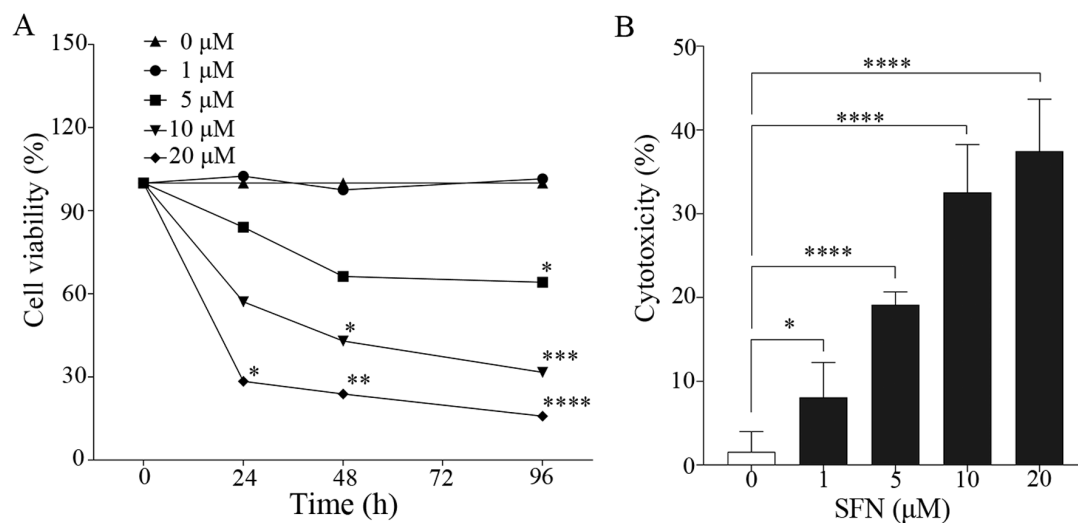 A
0 μM
1 μM
5 μM
10 μM
20 μM
150
120
90
60
30
0
Cell viability (%)
*
*
***
*
**
****
0 24 48 72 96
Time (h)
B
50
40
30
20
10
0
Cytotoxicity (%)
****
****
****
*
0 1 5 10 20
SFN (μM)